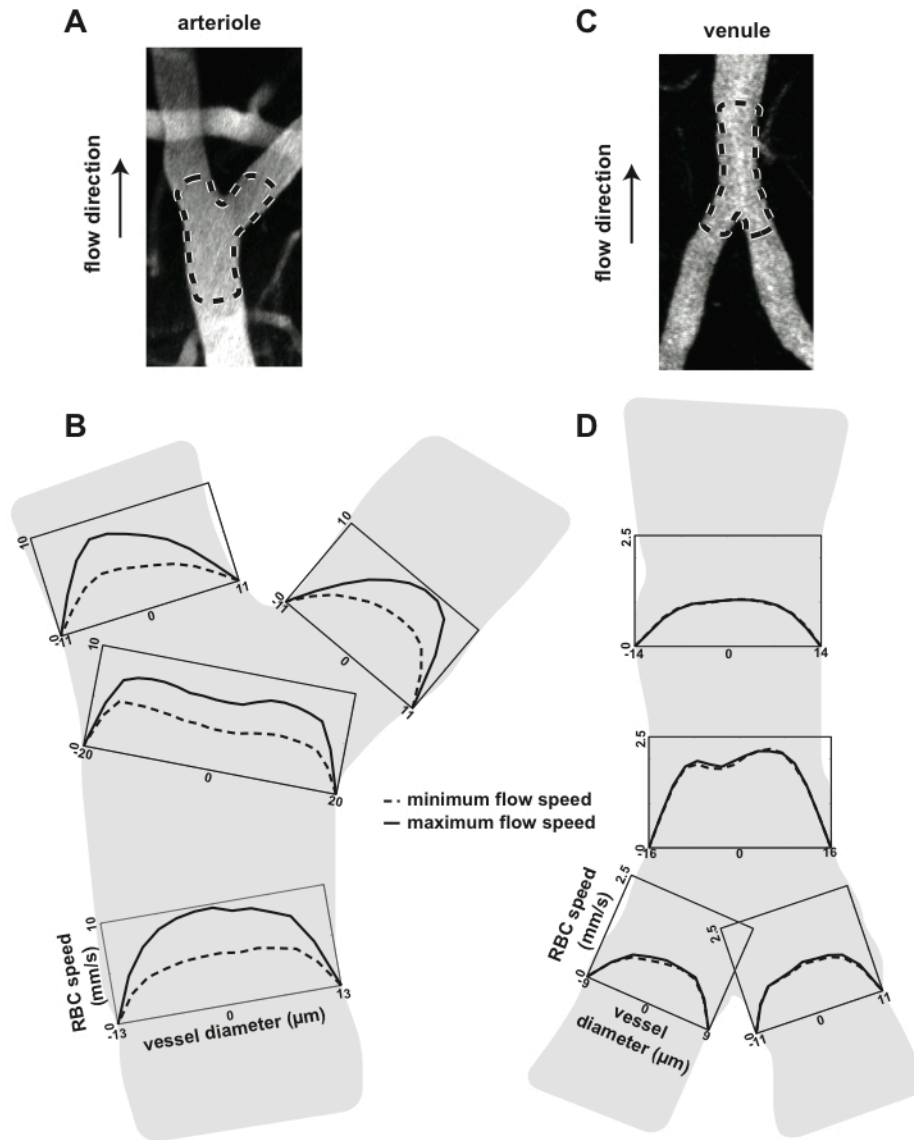 A
arteriole
flow direction
C
venule
flow direction
B
10
-0
-11
0
11
10
-0
-11
0
11
10
-0
-20
0
20
minimum flow speed
maximum flow speed
10
RBC speed
(mm/s)
0
-13
0
13
vessel diameter (µm)
D
2.5
-0
-14
0
14
2.5
-0
-16
0
16
2.5
RBC speed
(mm/s)
-0
-9
0
9
vessel
diameter (µm)
2.5
-0
-11
0
11